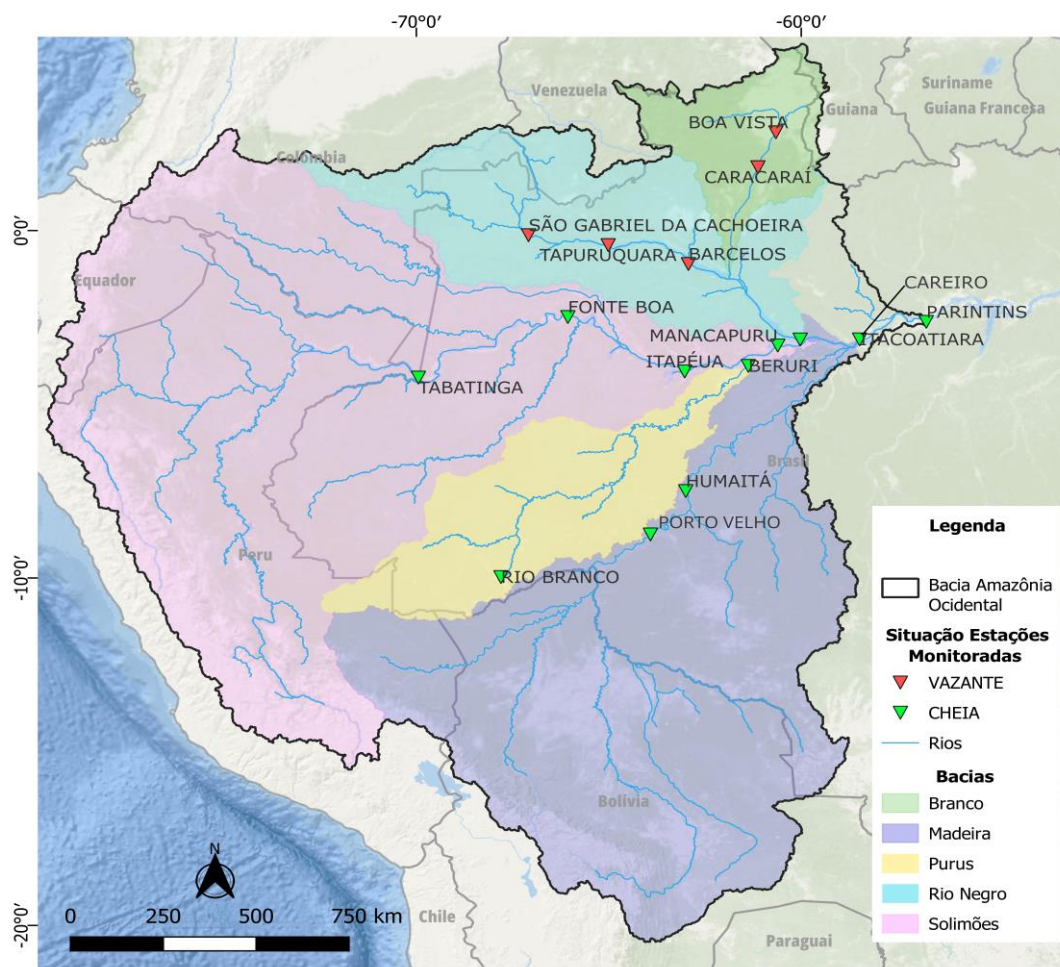 -70°0′
-60°0′
0°0′
-10°0′
-20°0′
Venezuela
Suriname
Guiana
Guiana Francesa
Colômbia
Equador
Peru
Brasil
Bolívia
Chile
Paraguai
BOA VISTA
CARACARAÍ
SÃO GABRIEL DA CACHOEIRA
TAPURUQUARA
BARCELOS
CAREIRO
FONTE BOA
PARINTINS
MANACAPURU
ITACOATIARA
ITAPÉUA
BERURI
TABATINGA
HUMAITÁ
PORTO VELHO
RIO BRANCO
N
0
250
500
750 km
Legenda
Bacia Amazônia
Ocidental
Situação Estações
Monitoradas
VAZANTE
CHEIA
Rios
Bacias
Branco
Madeira
Purus
Rio Negro
Solimões